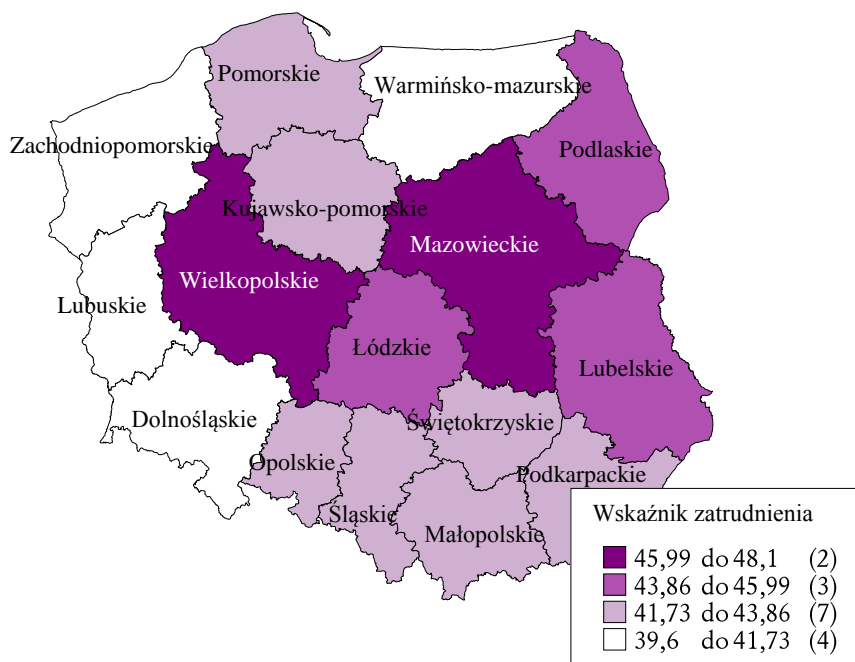 Pomorskie
Warmińsko-mazurskie
Zachodniopomorskie
Podlaskie
Kujawsko-pomorskie
Mazowieckie
Wielkopolskie
Lubuskie
Łódzkie
Lubelskie
Dolnośląskie
Świętokrzyskie
Opolskie
Podkarpackie
Śląskie
Małopolskie
Wskaźnik zatrudnienia
45,99 do 48,1 (2)
43,86 do 45,99 (3)
41,73 do 43,86 (7)
39,6 do 41,73 (4)